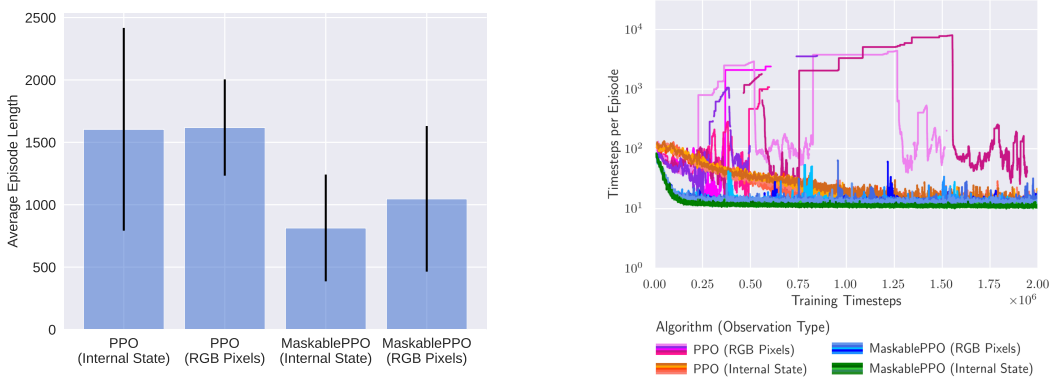 Average Episode Length
2500
2000
1500
1000
500
0
PPO
(Internal State)
PPO
(RGB Pixels)
MaskablePPO
(Internal State)
MaskablePPO
(RGB Pixels)
Timesteps per Episode
10^4
10^3
10^2
10^1
10^0
0.00 0.25 0.50 0.75 1.00 1.25 1.50 1.75 2.00
Training Timesteps
×10^6
Algorithm (Observation Type)
PPO (RGB Pixels)
MaskablePPO (RGB Pixels)
PPO (Internal State)
MaskablePPO (Internal State)